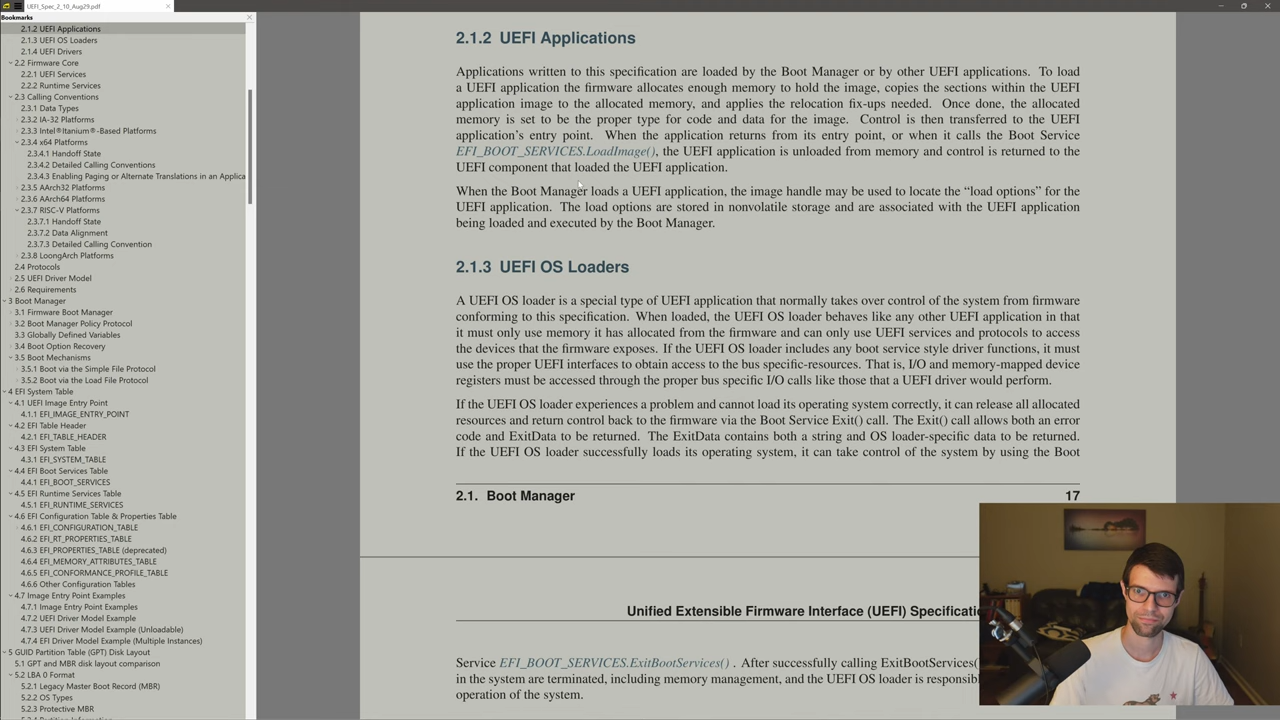 UEFI_Spec_2_10_Aug29.pdf
Bookmarks
2.1.2 UEFI Applications
2.1.3 UEFI OS Loaders
2.1.4 UEFI Drivers
2.2 Firmware Core
2.2.1 UEFI Services
2.2.2 Runtime Services
2.3 Calling Conventions
2.3.1 Data Types
2.3.2 IA-32 Platforms
2.3.3 Intel®Itanium®-Based Platforms
2.3.4 x64 Platforms
2.3.4.1 Handoff State
2.3.4.2 Detailed Calling Conventions
2.3.4.3 Enabling Paging or Alternate Translations in an Applica
2.3.5 AArch32 Platforms
2.3.6 AArch64 Platforms
2.3.7 RISC-V Platforms
2.3.7.1 Handoff State
2.3.7.2 Data Alignment
2.3.7.3 Detailed Calling Convention
2.3.8 LoongArch Platforms
2.4 Protocols
2.5 UEFI Driver Model
2.6 Requirements
3 Boot Manager
3.1 Firmware Boot Manager
3.2 Boot Manager Policy Protocol
3.3 Globally Defined Variables
3.4 Boot Option Recovery
3.5 Boot Mechanisms
3.5.1 Boot via the Simple File Protocol
3.5.2 Boot via the Load File Protocol
4 EFI System Table
4.1 UEFI Image Entry Point
4.1.1 EFI_IMAGE_ENTRY_POINT
4.2 EFI Table Header
4.2.1 EFI_TABLE_HEADER
4.3 EFI System Table
4.3.1 EFI_SYSTEM_TABLE
4.4 EFI Boot Services Table
4.4.1 EFI_BOOT_SERVICES
4.5 EFI Runtime Services Table
4.5.1 EFI_RUNTIME_SERVICES
4.6 EFI Configuration Table & Properties Table
4.6.1 EFI_CONFIGURATION_TABLE
4.6.2 EFI_RT_PROPERTIES_TABLE
4.6.3 EFI_PROPERTIES_TABLE (deprecated)
4.6.4 EFI_MEMORY_ATTRIBUTES_TABLE
4.6.5 EFI_CONFORMANCE_PROFILE_TABLE
4.6.6 Other Configuration Tables
4.7 Image Entry Point Examples
4.7.1 Image Entry Point Examples
4.7.2 UEFI Driver Model Example
4.7.3 UEFI Driver Model Example (Unloadable)
4.7.4 EFI Driver Model Example (Multiple Instances)
5 GUID Partition Table (GPT) Disk Layout
5.1 GPT and MBR disk layout comparison
5.2 LBA 0 Format
5.2.1 Legacy Master Boot Record (MBR)
5.2.2 OS Types
5.2.3 Protective MBR
2.1.2 UEFI Applications
Applications written to this specification are loaded by the Boot Manager or by other UEFI applications. To load
a UEFI application the firmware allocates enough memory to hold the image, copies the sections within the UEFI
application image to the allocated memory, and applies the relocation fix-ups needed. Once done, the allocated
memory is set to be the proper type for code and data for the image. Control is then transferred to the UEFI
application's entry point. When the application returns from its entry point, or when it calls the Boot Service
EFI_BOOT_SERVICES.LoadImage(), the UEFI application is unloaded from memory and control is returned to the
UEFI component that loaded the UEFI application.
When the Boot Manager loads a UEFI application, the image handle may be used to locate the “load options” for the
UEFI application. The load options are stored in nonvolatile storage and are associated with the UEFI application
being loaded and executed by the Boot Manager.
2.1.3 UEFI OS Loaders
A UEFI OS loader is a special type of UEFI application that normally takes over control of the system from firmware
conforming to this specification. When loaded, the UEFI OS loader behaves like any other UEFI application in that
it must only use memory it has allocated from the firmware and can only use UEFI services and protocols to access
the devices that the firmware exposes. If the UEFI OS loader includes any boot service style driver functions, it must
use the proper UEFI interfaces to obtain access to the bus specific-resources. That is, I/O and memory-mapped device
registers must be accessed through the proper bus specific I/O calls like those that a UEFI driver would perform.
If the UEFI OS loader experiences a problem and cannot load its operating system correctly, it can release all allocated
resources and return control back to the firmware via the Boot Service Exit() call. The Exit() call allows both an error
code and ExitData to be returned. The ExitData contains both a string and OS loader-specific data to be returned.
If the UEFI OS loader successfully loads its operating system, it can take control of the system by using the Boot
2.1. Boot Manager 17
Unified Extensible Firmware Interface (UEFI) Specificatio
Service EFI_BOOT_SERVICES.ExitBootServices() . After successfully calling ExitBootServices(
in the system are terminated, including memory management, and the UEFI OS loader is responsib
operation of the system.